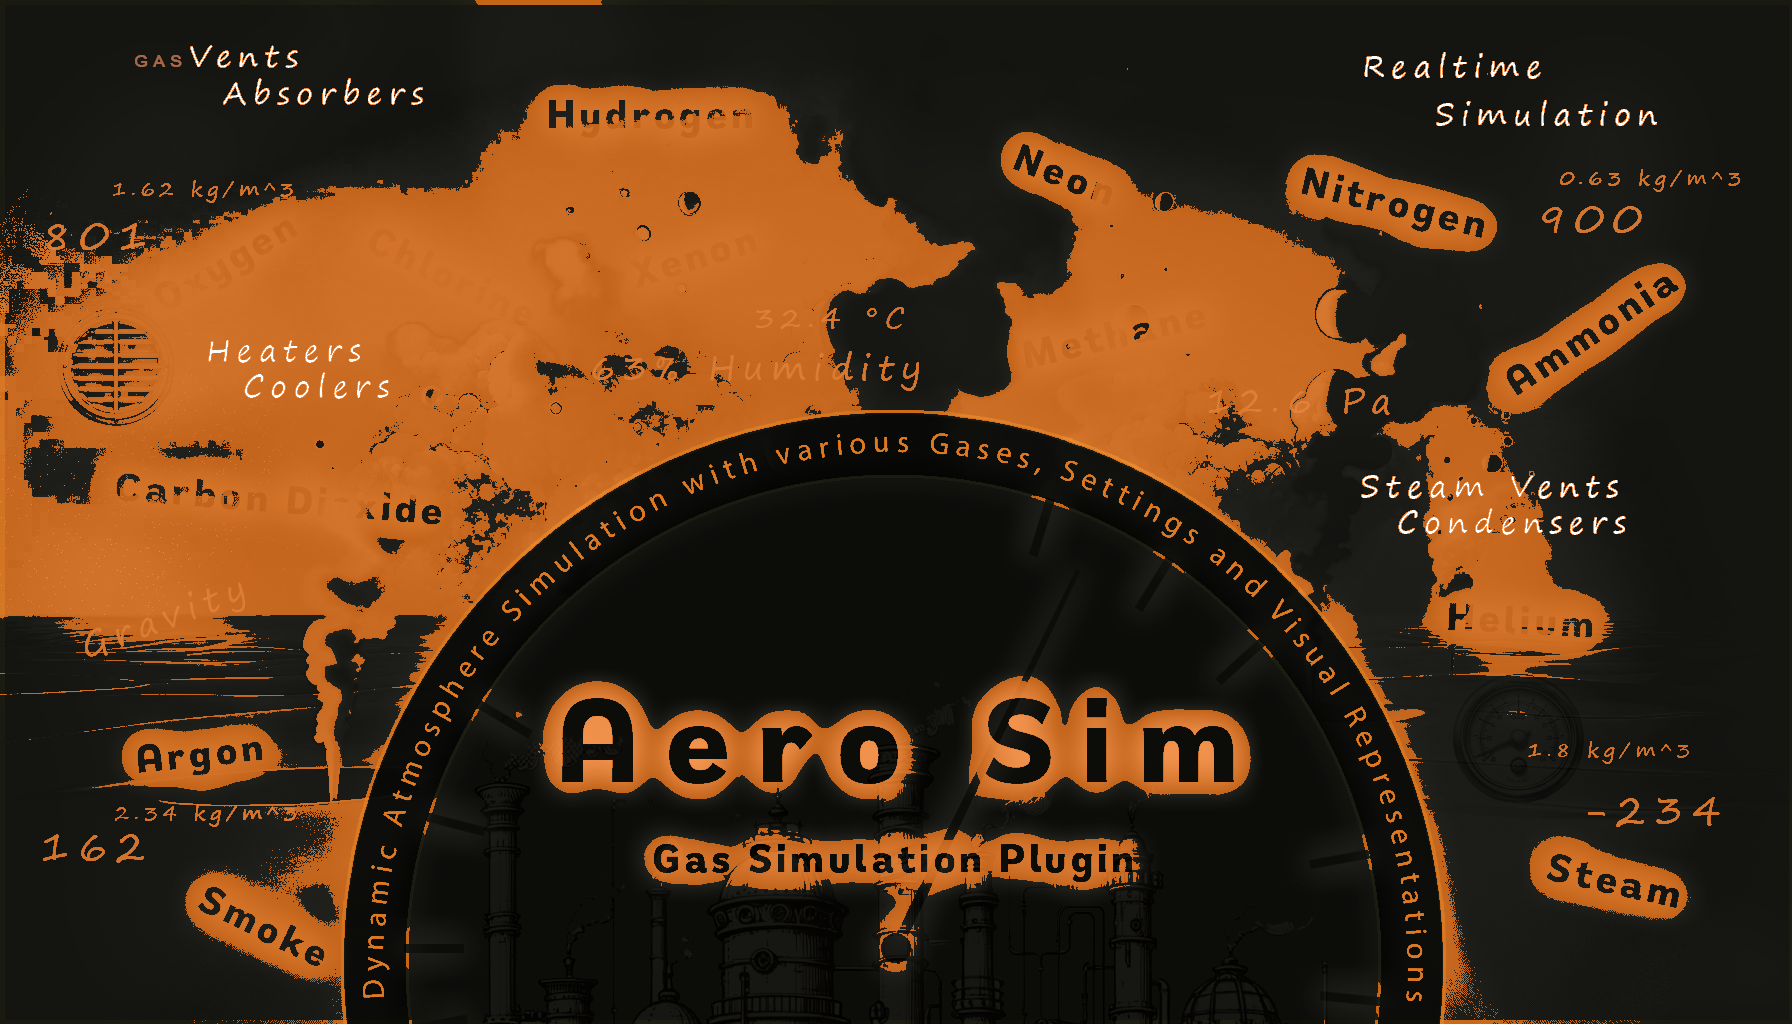 GAS Vents
Absorbers
Realtime
Simulation
Hydrogen
Neon
Nitrogen
1.62 kg/m^3
801
0.63 kg/m^3
900
Oxygen
Xenon
Ammonia
32.4 °C
63% Humidity
Methane
Heaters
Coolers
12.6 Pa
Carbon Dioxide
Steam Vents
Condensers
Gravity
Helium
Dynamic Atmosphere Simulation with various Gases, Settings and Visual Representations
Aero Sim
Gas Simulation Plugin
Argon
2.34 kg/m^3
162
Smoke
1.8 kg/m^3
-234
Steam